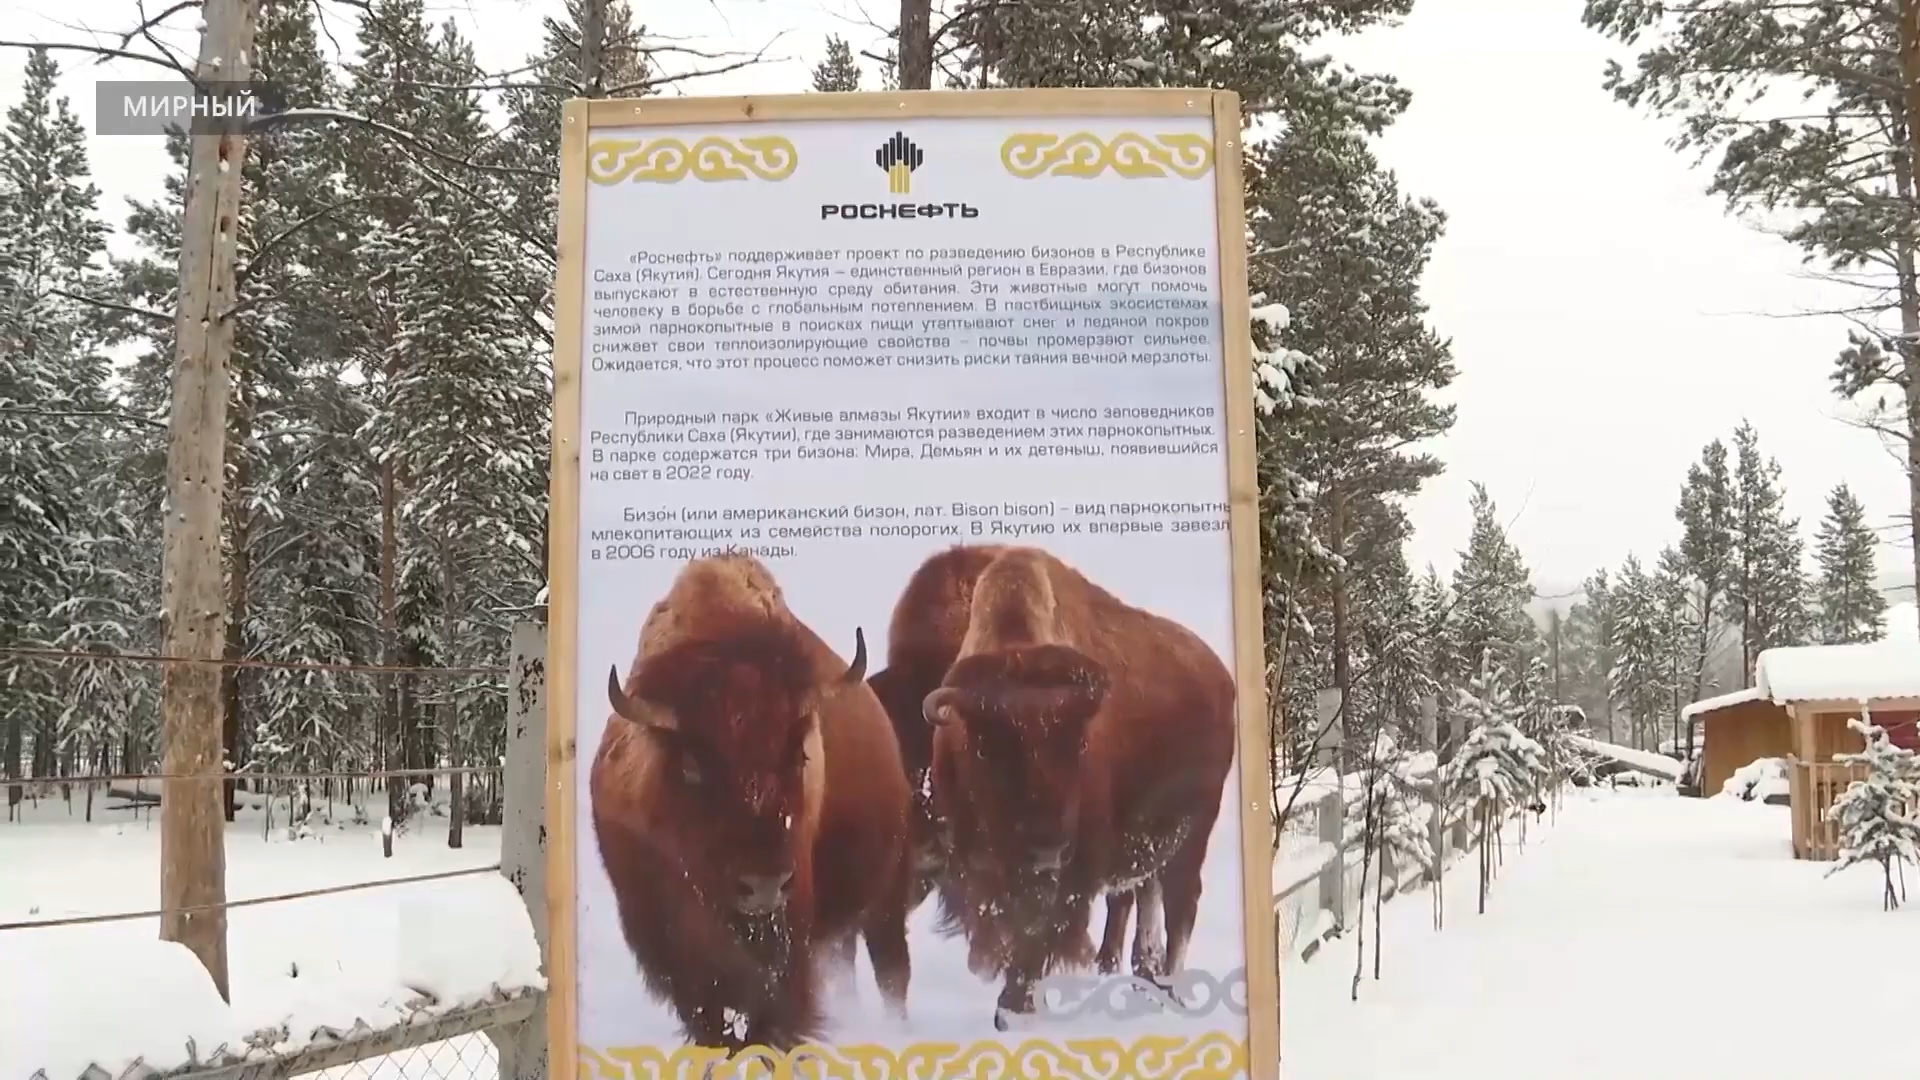 МИРНЫЙ
РОСНЕФТЬ
«Роснефть» поддерживает проект по разведению бизонов в Республике
Саха (Якутия). Сегодня Якутия – единственный регион в Евразии, где бизонов
выпускают в естественную среду обитания. Эти животные могут помочь
человеку в борьбе с глобальным потеплением. В пастбищных экосистемах
зимой парнокопытные в поисках пищи утаптывают снег и ледяной покров
снижает свои теплоизолирующие свойства – почвы промерзают сильнее.
Ожидается, что этот процесс поможет снизить риски таяния вечной мерзлоты.
Природный парк «Живые алмазы Якутии» входит в число заповедников
Республики Саха (Якутии), где занимаются разведением этих парнокопытных.
В парке содержатся три бизона: Мира, Демьян и их детеныш, появившийся
на свет в 2022 году.
Бизо́н (или американский бизон, лат. Bison bison) – вид парнокопытн
млекопитающих из семейства полорогих. В Якутию их впервые завезл
в 2006 году из Канады.